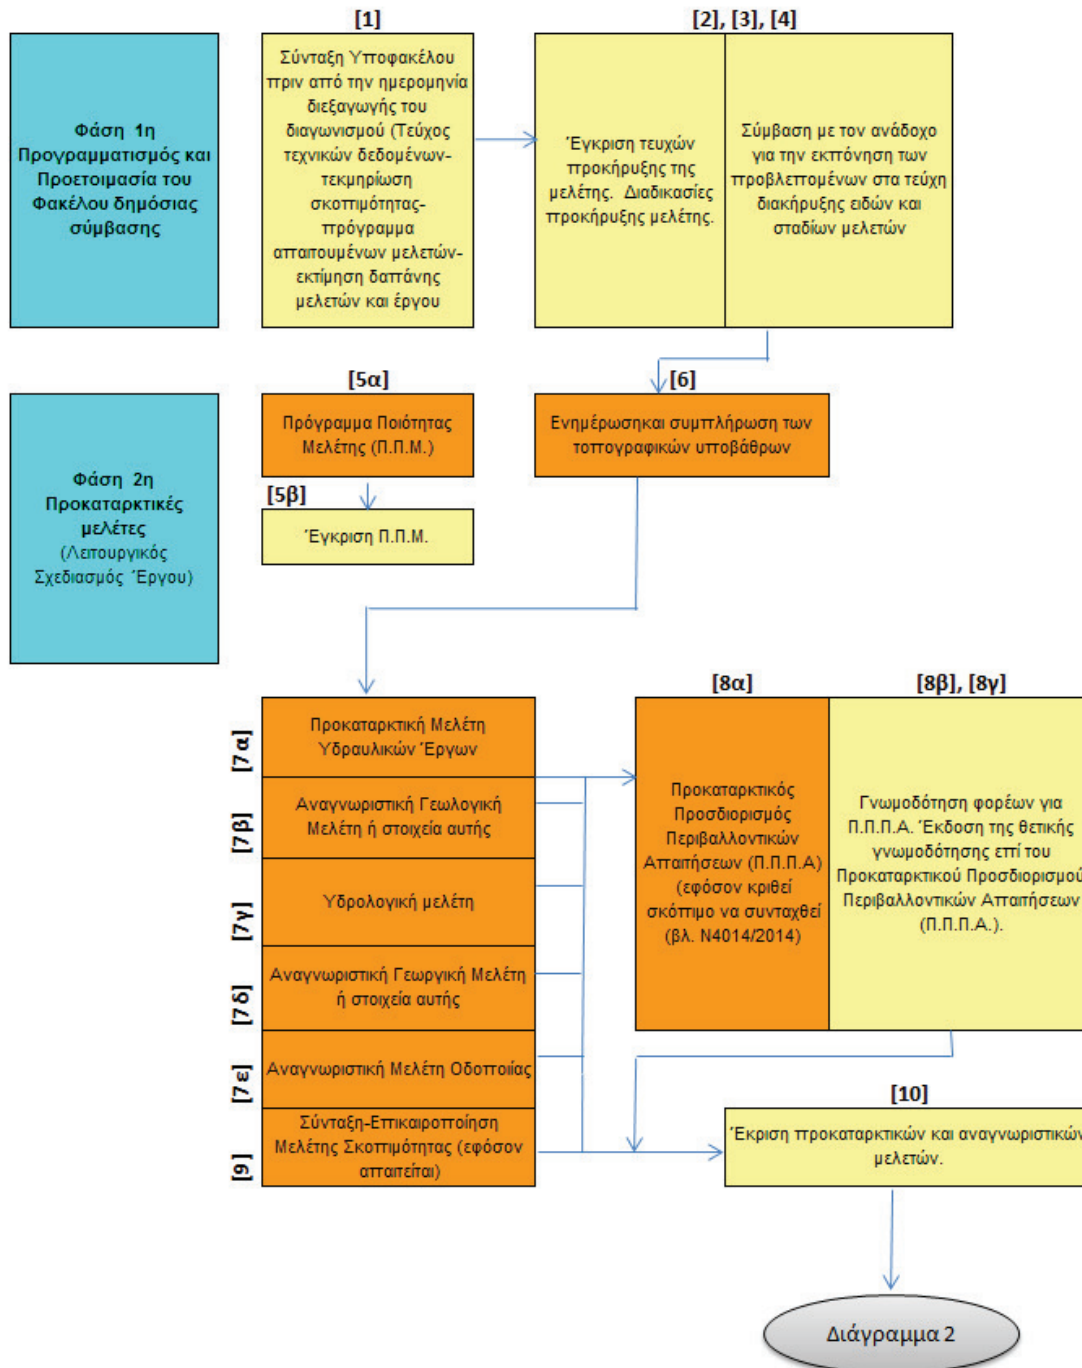 [1]
[2], [3], [4]
Φάση 1η
Προγραμματισμός και
Προετοιμασία του
Φακέλου δημόσιας
σύμβασης
Σύνταξη Υποφακέλου
πριν από την ημερομηνία
διεξαγωγής του
διαγωνισμού (Τεύχος
τεχνικών δεδομένων-
τεκμηρίωση
σκοπιμότητας-
πρόγραμμα
απαιτουμένων μελετών-
εκτίμηση δαπάνης
μελετών και έργου
Έγκριση τευχών
προκήρυξης της
μελέτης. Διαδικασίες
προκήρυξης μελέτης.
Σύμβαση με τον ανάδοχο
για την εκπόνηση των
προβλεπομένων στα τεύχη
διακήρυξης ειδών και
σταδίων μελετών
[5α]
[6]
Φάση 2η
Προκαταρκτικές
μελέτες
(Λειτουργικός
Σχεδιασμός Έργου)
Πρόγραμμα Ποιότητας
Μελέτης (Π.Π.Μ.)
[5β]
Έγκριση Π.Π.Μ.
Ενημέρωσηκαι συμπλήρωση των
τοπογραφικών υποβάθρων
[7α]
Προκαταρκτική Μελέτη
Υδραυλικών Έργων
[7β]
Αναγνωριστική Γεωλογική
Μελέτη ή στοιχεία αυτής
[7γ]
Υδρολογική μελέτη
[7δ]
Αναγνωριστική Γεωργική Μελέτη
ή στοιχεία αυτής
[7ε]
Αναγνωριστική Μελέτη Οδοποιίας
[9]
Σύνταξη-Επικαιροποίηση
Μελέτης Σκοπιμότητας (εφόσον
απαιτείται)
[8α]
Προκαταρκτικός
Προσδιορισμός
Περιβαλλοντικών
Απαιτήσεων (Π.Π.Π.Α)
(εφόσον κριθεί
σκόπιμο να συνταχθεί
(βλ. Ν4014/2014)
[8β], [8γ]
Γνωμοδότηση φορέων για
Π.Π.Π.Α. Έκδοση της θετικής
γνωμοδότησης επί του
Προκαταρκτικού Προσδιορισμού
Περιβαλλοντικών Απαιτήσεων
(Π.Π.Π.Α.).
[10]
Έκριση προκαταρκτικών και αναγνωριστικών
μελετών.
Διάγραμμα 2